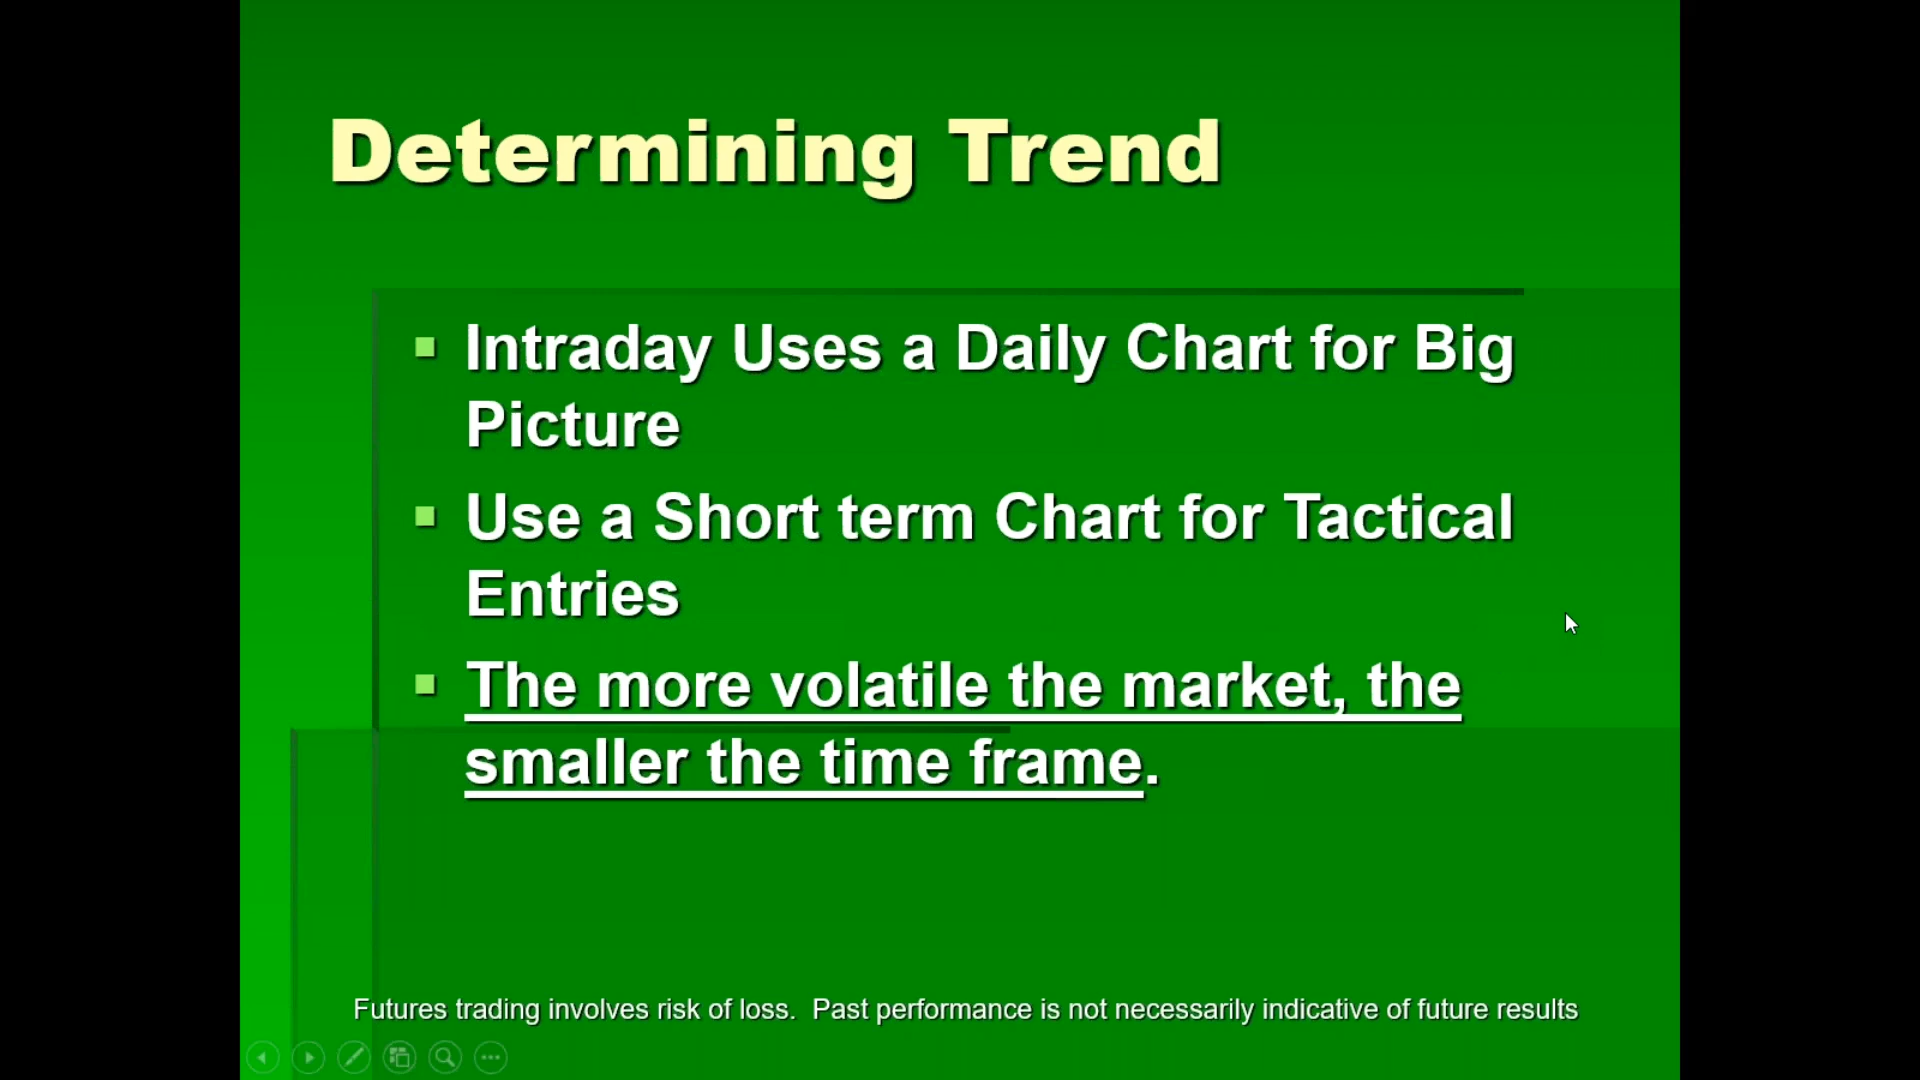 Determining Trend
Intraday Uses a Daily Chart for Big
Picture
Use a Short term Chart for Tactical
Entries
The more volatile the market, the
smaller the time frame.
Futures trading involves risk of loss.  Past performance is not necessarily indicative of future results